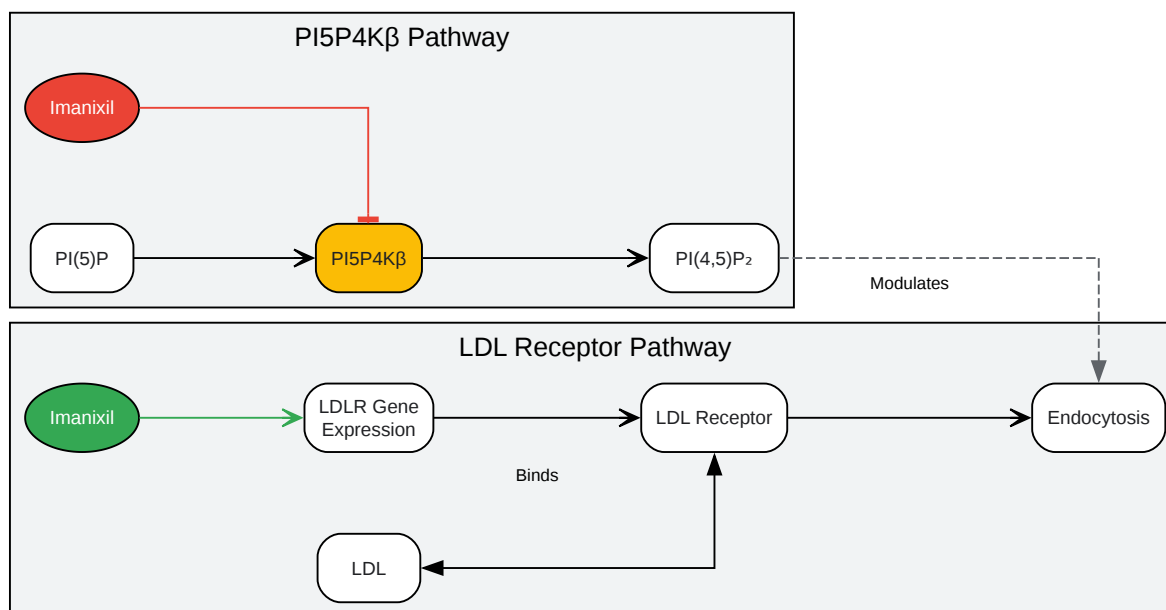 PI5P4Kβ Pathway
Imanixil
PI(5)P
PI5P4Kβ
PI(4,5)P₂
Modulates
LDL Receptor Pathway
Imanixil
LDLR Gene
Expression
LDL Receptor
Endocytosis
Binds
LDL